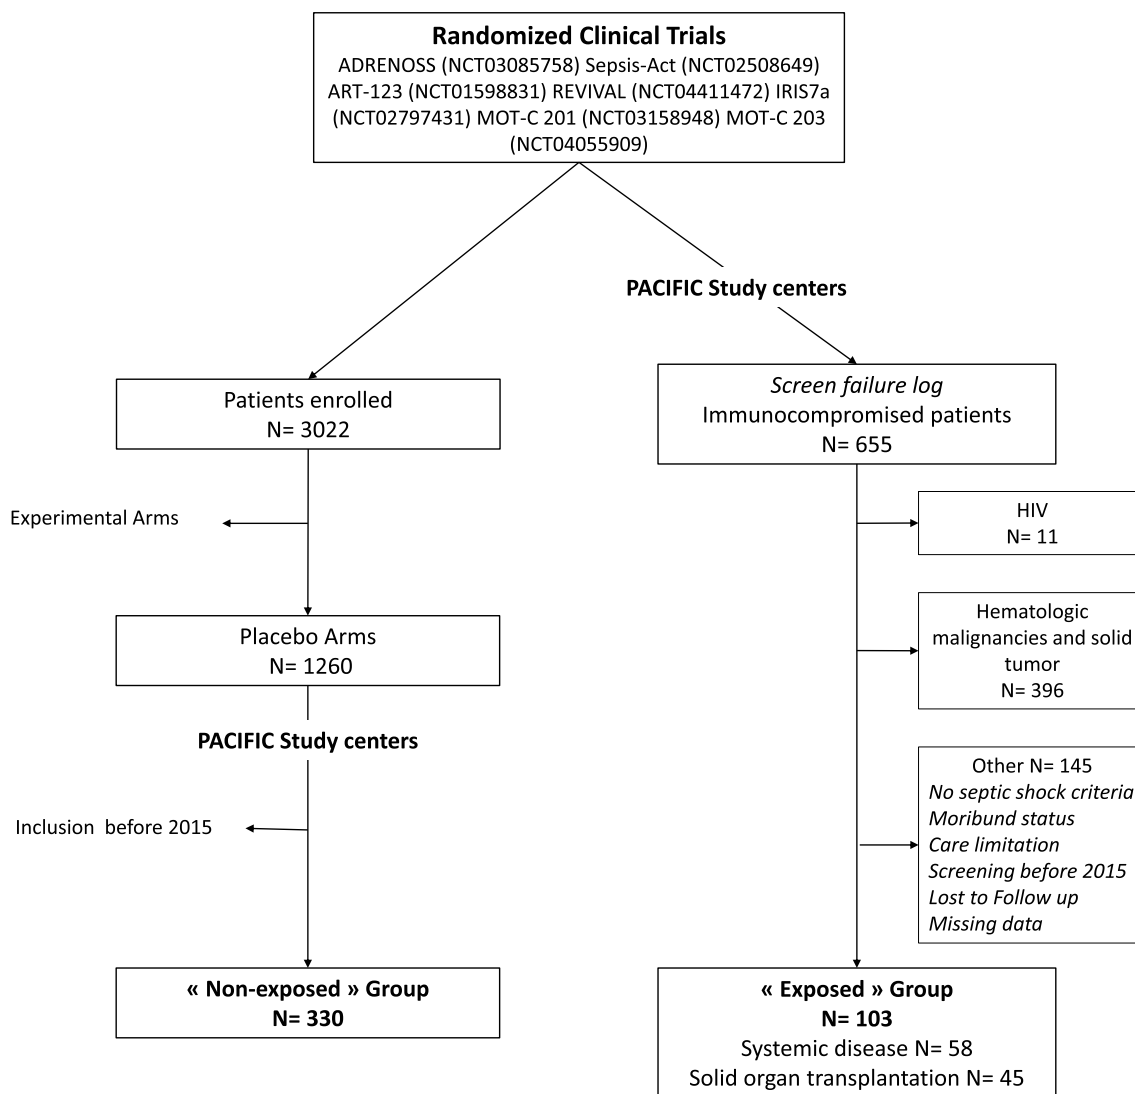 Randomized Clinical Trials
ADRENOSS (NCT03085758) Sepsis-Act (NCT02508649)
ART-123 (NCT01598831) REVIVAL (NCT04411472) IRIS7a
(NCT02797431) MOT-C 201 (NCT03158948) MOT-C 203
(NCT04055909)
PACIFIC Study centers
Patients enrolled
N= 3022
Screen failure log
Immunocompromised patients
N= 655
Experimental Arms
HIV
N= 11
Placebo Arms
N= 1260
Hematologic
malignancies and solid
tumor
N= 396
PACIFIC Study centers
Inclusion before 2015
Other N= 145
No septic shock criteria
Moribund status
Care limitation
Screening before 2015
Lost to Follow up
Missing data
« Non-exposed » Group
N= 330
« Exposed » Group
N= 103
Systemic disease N= 58
Solid organ transplantation N= 45